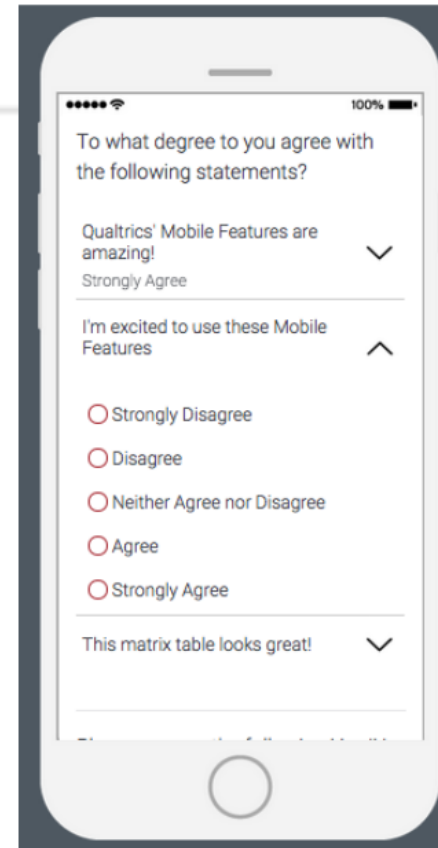 100%
To what degree to you agree with
the following statements?
Qualtrics' Mobile Features are
amazing!
Strongly Agree
I'm excited to use these Mobile
Features
Strongly Disagree
Disagree
Neither Agree nor Disagree
Agree
Strongly Agree
This matrix table looks great!